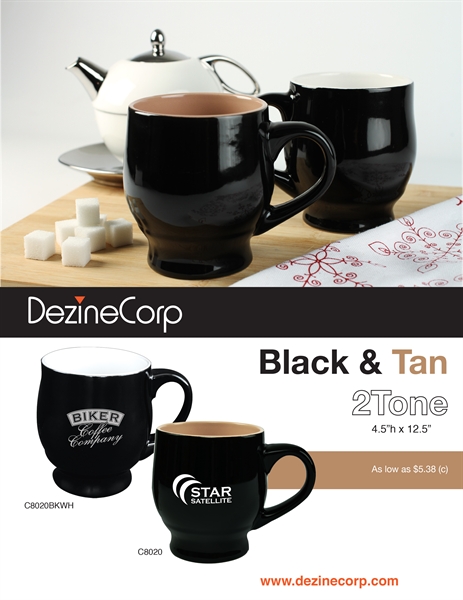 DezineCorp
Black & Tan
2Tone
4.5"h x 12.5"
As low as $5.38 (c)
BIKER
Coffee
Company
C8020BKWH
STAR
SATELLITE
C8020
www.dezinecorp.com